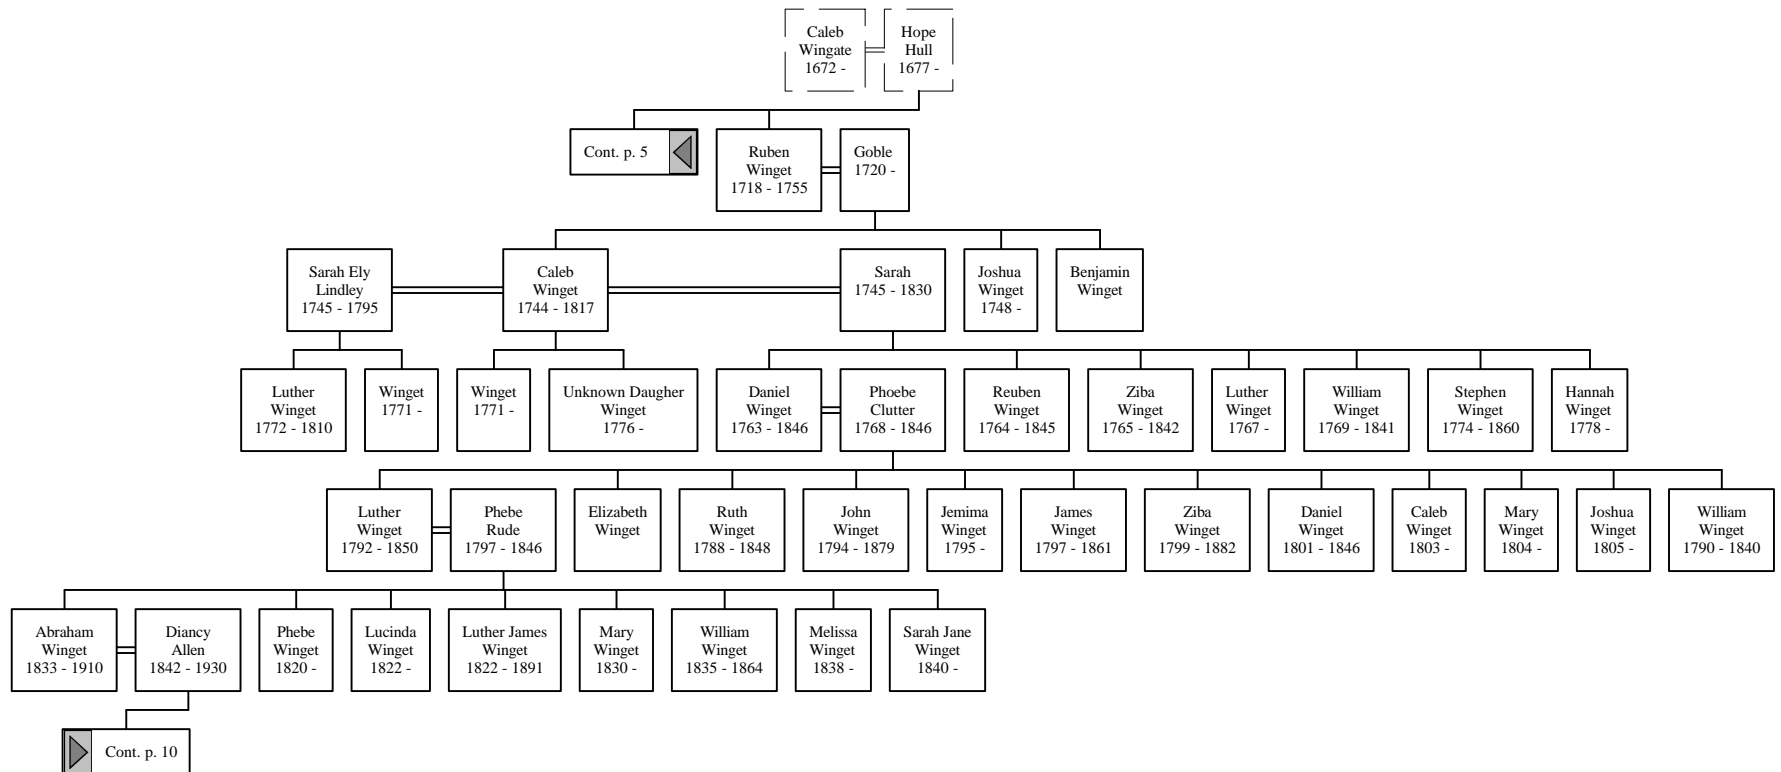 Caleb
Wingate
1672 -
Hope
Hull
1677 -
Cont. p. 5
Ruben
Winget
1718 - 1755
Goble
1720 -
Sarah Ely
Lindley
1745 - 1795
Caleb
Winget
1744 - 1817
Sarah
1745 - 1830
Joshua
Winget
1748 -
Benjamin
Winget
Luther
Winget
1772 - 1810
Winget
1771 -
Winget
1771 -
Unknown Daugher
Winget
1776 -
Daniel
Winget
1763 - 1846
Phoebe
Clutter
1768 - 1846
Reuben
Winget
1764 - 1845
Ziba
Winget
1765 - 1842
Luther
Winget
1767 -
William
Winget
1769 - 1841
Stephen
Winget
1774 - 1860
Hannah
Winget
1778 -
Luther
Winget
1792 - 1850
Phebe
Rude
1797 - 1846
Elizabeth
Winget
Ruth
Winget
1788 - 1848
John
Winget
1794 - 1879
Jemima
Winget
1795 -
James
Winget
1797 - 1861
Ziba
Winget
1799 - 1882
Daniel
Winget
1801 - 1846
Caleb
Winget
1803 -
Mary
Winget
1804 -
Joshua
Winget
1805 -
William
Winget
1790 - 1840
Abraham
Winget
1833 - 1910
Diancy
Allen
1842 - 1930
Phebe
Winget
1820 -
Lucinda
Winget
1822 -
Luther James
Winget
1822 - 1891
Mary
Winget
1830 -
William
Winget
1835 - 1864
Melissa
Winget
1838 -
Sarah Jane
Winget
1840 -
Cont. p. 10